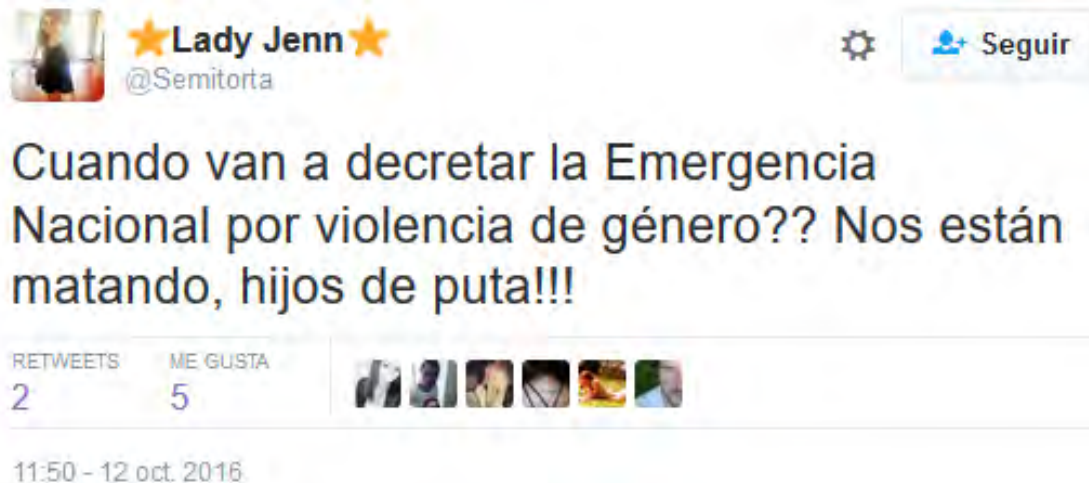 ⭐Lady Jenn⭐
Seguir
@Semitorta
Cuando van a decretar la Emergencia
Nacional por violencia de género?? Nos están
matando, hijos de puta!!!
RETWEETS ME GUSTA
2 5
11:50 - 12 oct. 2016